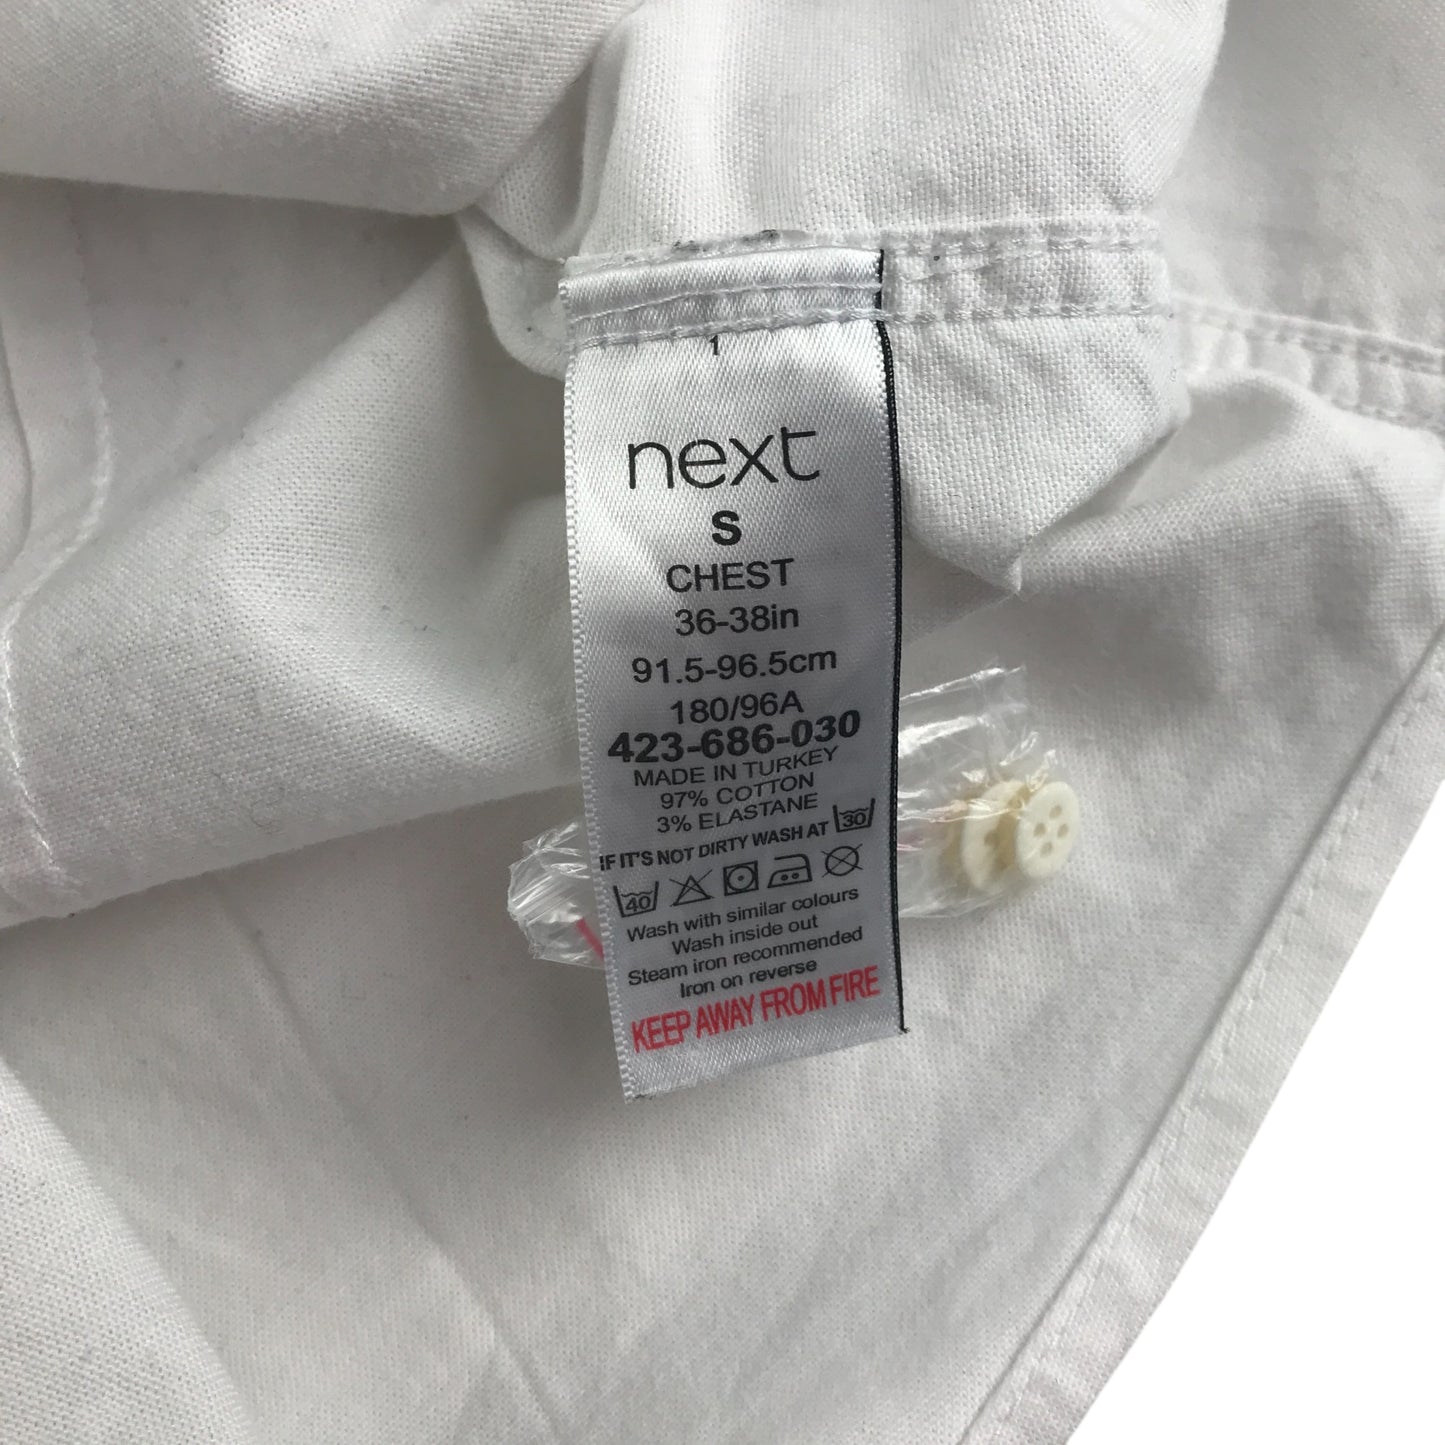 1
next
S
CHEST
36-38in
91.5-96.5cm
180/96A
423-686-030
MADE IN TURKEY
97% COTTON
3% ELASTANE
IF IT'S NOT DIRTY WASH AT 30
40
Wash with similar colours
Wash inside out
Steam iron recommended
Iron on reverse
KEEP AWAY FROM FIRE